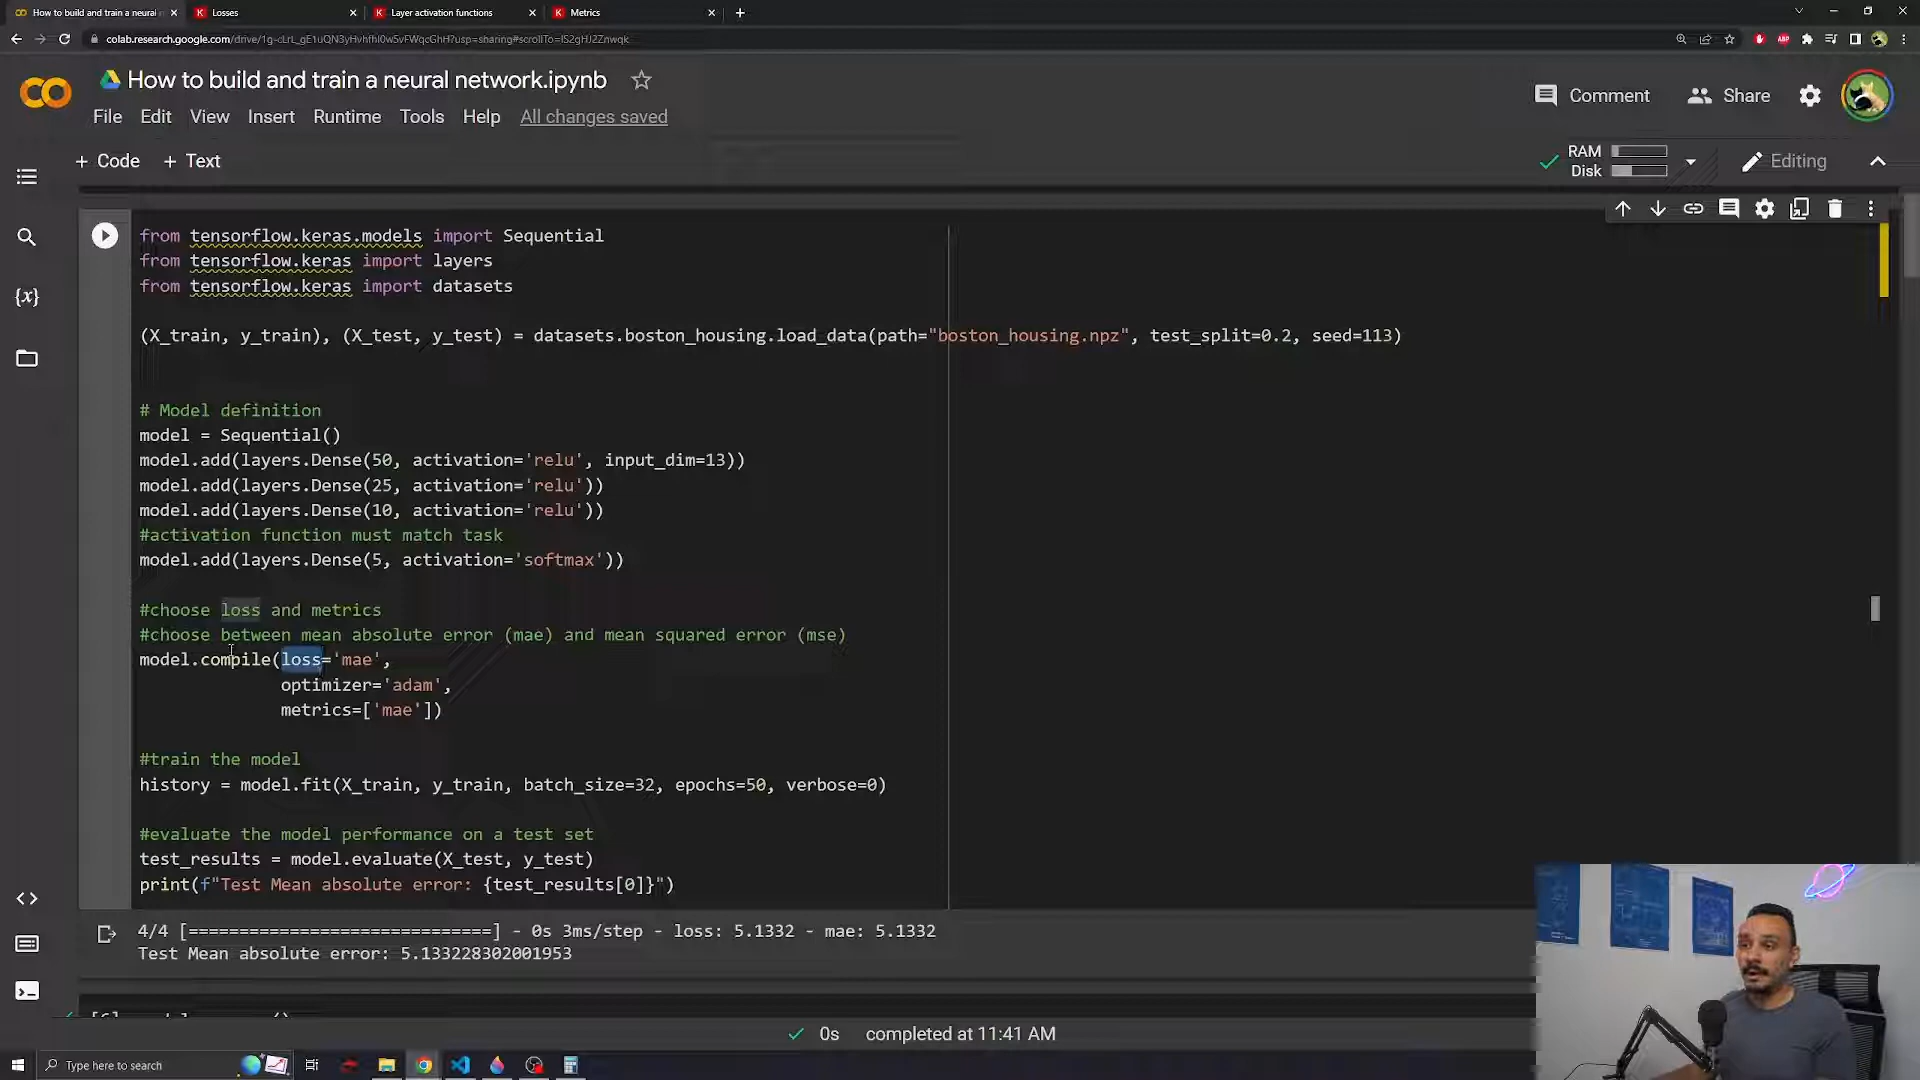 How to build and train a neural
Losses
Layer activation functions
Metrics
colab.research.google.com
How to build and train a neural network.ipynb
Comment
Share
File Edit View Insert Runtime Tools Help All changes saved
+ Code + Text
RAM
Disk
Editing
from tensorflow.keras.models import Sequential
from tensorflow.keras import layers
from tensorflow.keras import datasets
(X_train, y_train), (X_test, y_test) = datasets.boston_housing.load_data(path="boston_housing.npz", test_split=0.2, seed=113)
# Model definition
model = Sequential()
model.add(layers.Dense(50, activation='relu', input_dim=13))
model.add(layers.Dense(25, activation='relu'))
model.add(layers.Dense(10, activation='relu'))
#activation function must match task
model.add(layers.Dense(5, activation='softmax'))
#choose loss and metrics
#choose between mean absolute error (mae) and mean squared error (mse)
model.compile(loss='mae',
optimizer='adam',
metrics=['mae'])
#train the model
history = model.fit(X_train, y_train, batch_size=32, epochs=50, verbose=0)
#evaluate the model performance on a test set
test_results = model.evaluate(X_test, y_test)
print(f"Test Mean absolute error: {test_results[0]}")
4/4 [==============================] - 0s 3ms/step - loss: 5.1332 - mae: 5.1332
Test Mean absolute error: 5.133228302001953
0s completed at 11:41 AM
Type here to search